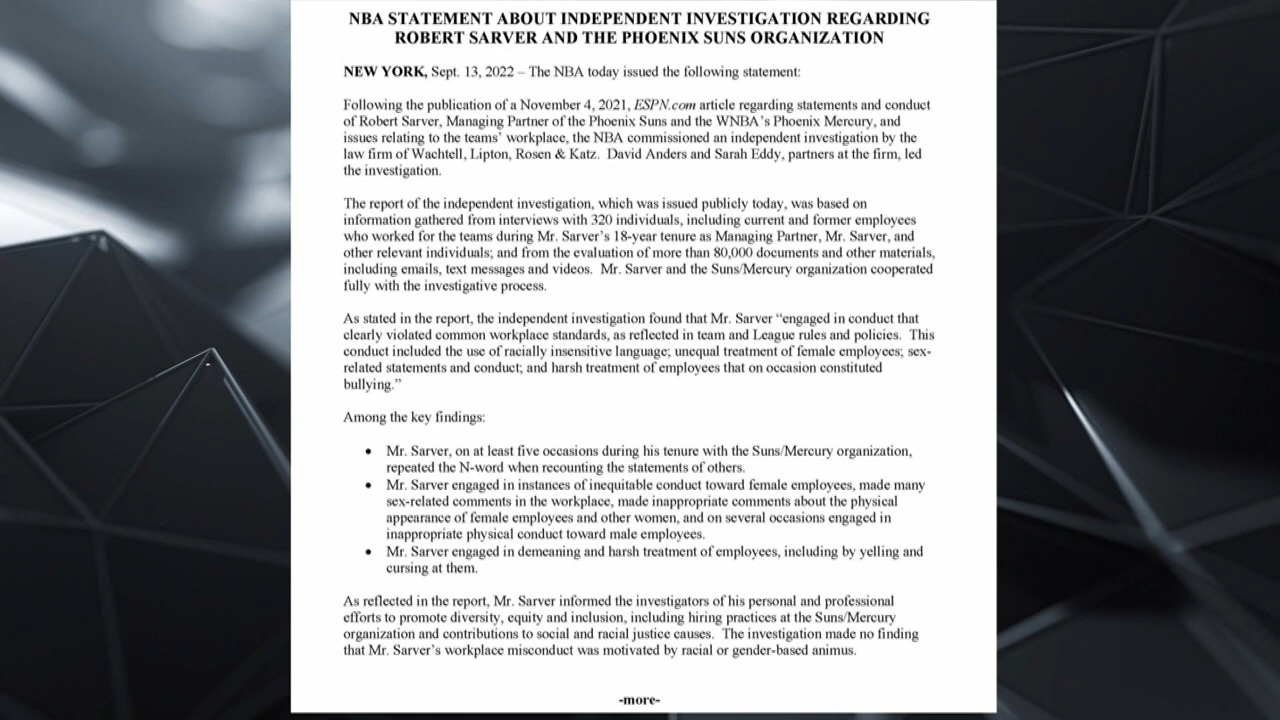 NBA STATEMENT ABOUT INDEPENDENT INVESTIGATION REGARDING
ROBERT SARVER AND THE PHOENIX SUNS ORGANIZATION
NEW YORK, Sept. 13, 2022 – The NBA today issued the following statement:
Following the publication of a November 4, 2021, ESPN.com article regarding statements and conduct
of Robert Sarver, Managing Partner of the Phoenix Suns and the WNBA's Phoenix Mercury, and
issues relating to the teams' workplace, the NBA commissioned an independent investigation by the
law firm of Wachtell, Lipton, Rosen & Katz. David Anders and Sarah Eddy, partners at the firm, led
the investigation.
The report of the independent investigation, which was issued publicly today, was based on
information gathered from interviews with 320 individuals, including current and former employees
who worked for the teams during Mr. Sarver's 18-year tenure as Managing Partner, Mr. Sarver, and
other relevant individuals; and from the evaluation of more than 80,000 documents and other materials,
including emails, text messages and videos. Mr. Sarver and the Suns/Mercury organization cooperated
fully with the investigative process.
As stated in the report, the independent investigation found that Mr. Sarver “engaged in conduct that
clearly violated common workplace standards, as reflected in team and League rules and policies. This
conduct included the use of racially insensitive language; unequal treatment of female employees; sex-
related statements and conduct; and harsh treatment of employees that on occasion constituted
bullying.”
Among the key findings:
• Mr. Sarver, on at least five occasions during his tenure with the Suns/Mercury organization,
repeated the N-word when recounting the statements of others.
• Mr. Sarver engaged in instances of inequitable conduct toward female employees, made many
sex-related comments in the workplace, made inappropriate comments about the physical
appearance of female employees and other women, and on several occasions engaged in
inappropriate physical conduct toward male employees.
• Mr. Sarver engaged in demeaning and harsh treatment of employees, including by yelling and
cursing at them.
As reflected in the report, Mr. Sarver informed the investigators of his personal and professional
efforts to promote diversity, equity and inclusion, including hiring practices at the Suns/Mercury
organization and contributions to social and racial justice causes. The investigation made no finding
that Mr. Sarver's workplace misconduct was motivated by racial or gender-based animus.
-more-